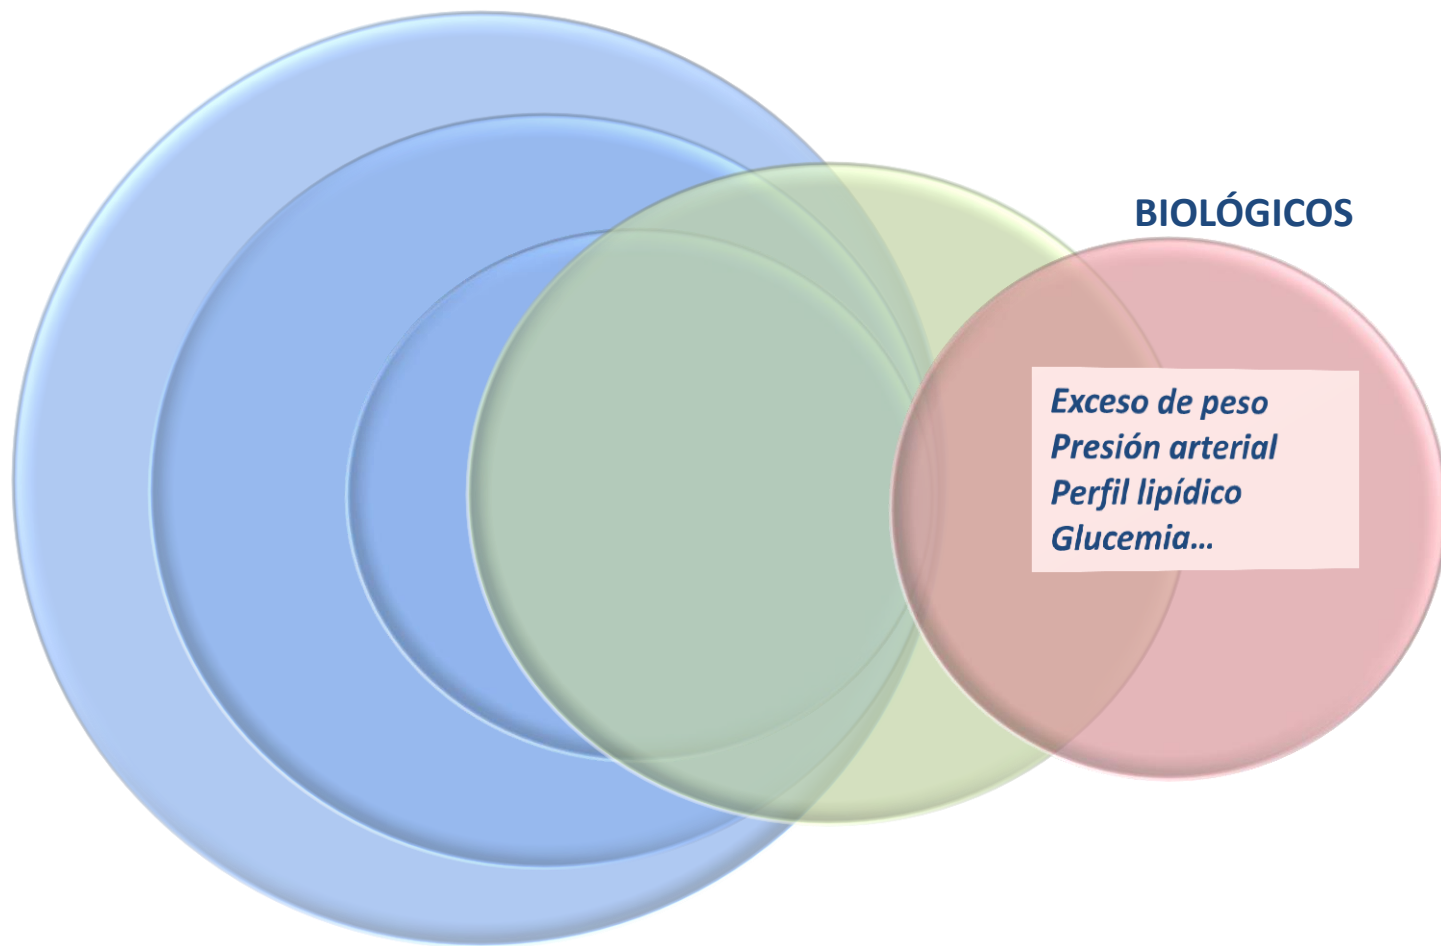 BIOLÓGICOS
Exceso de peso
Presión arterial
Perfil lipídico
Glucemia...